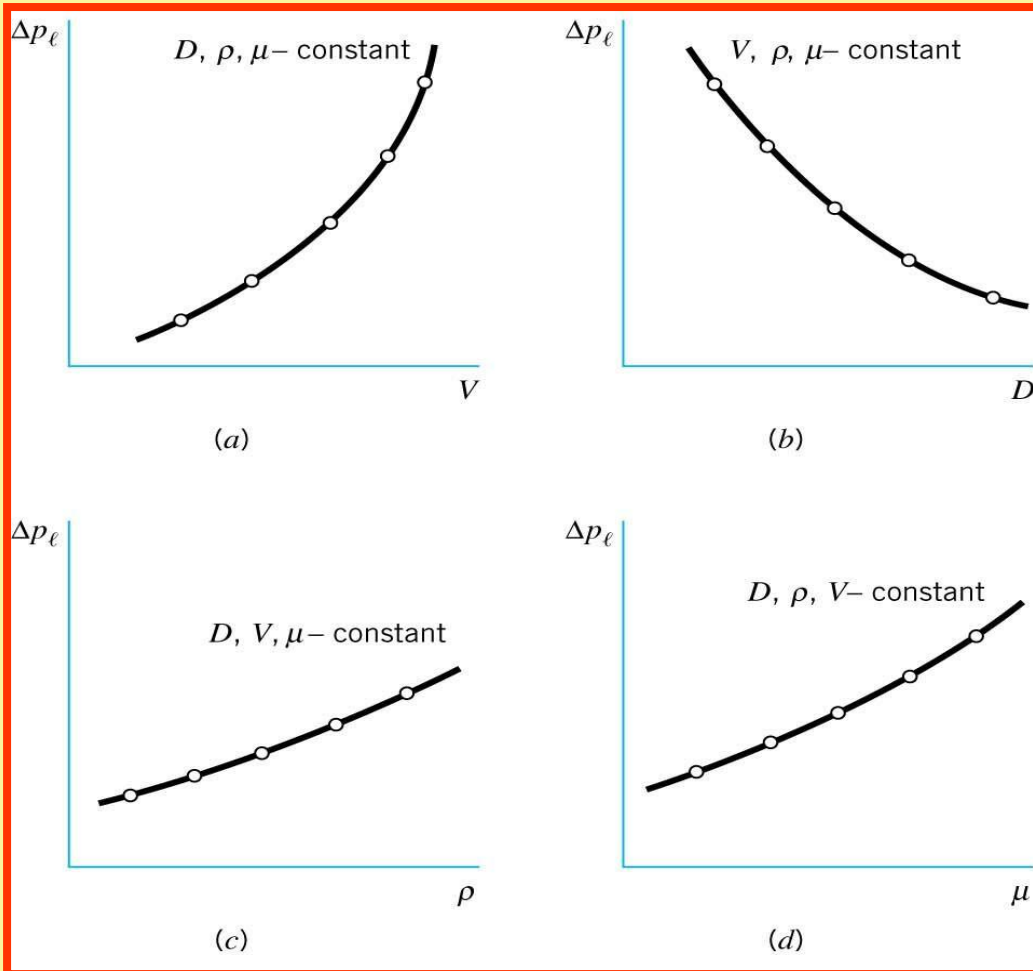 Δpℓ
D, ρ, μ– constant
V
(a)
Δpℓ
V, ρ, μ– constant
D
(b)
Δpℓ
D, V, μ– constant
ρ
(c)
Δpℓ
D, ρ, V– constant
μ
(d)